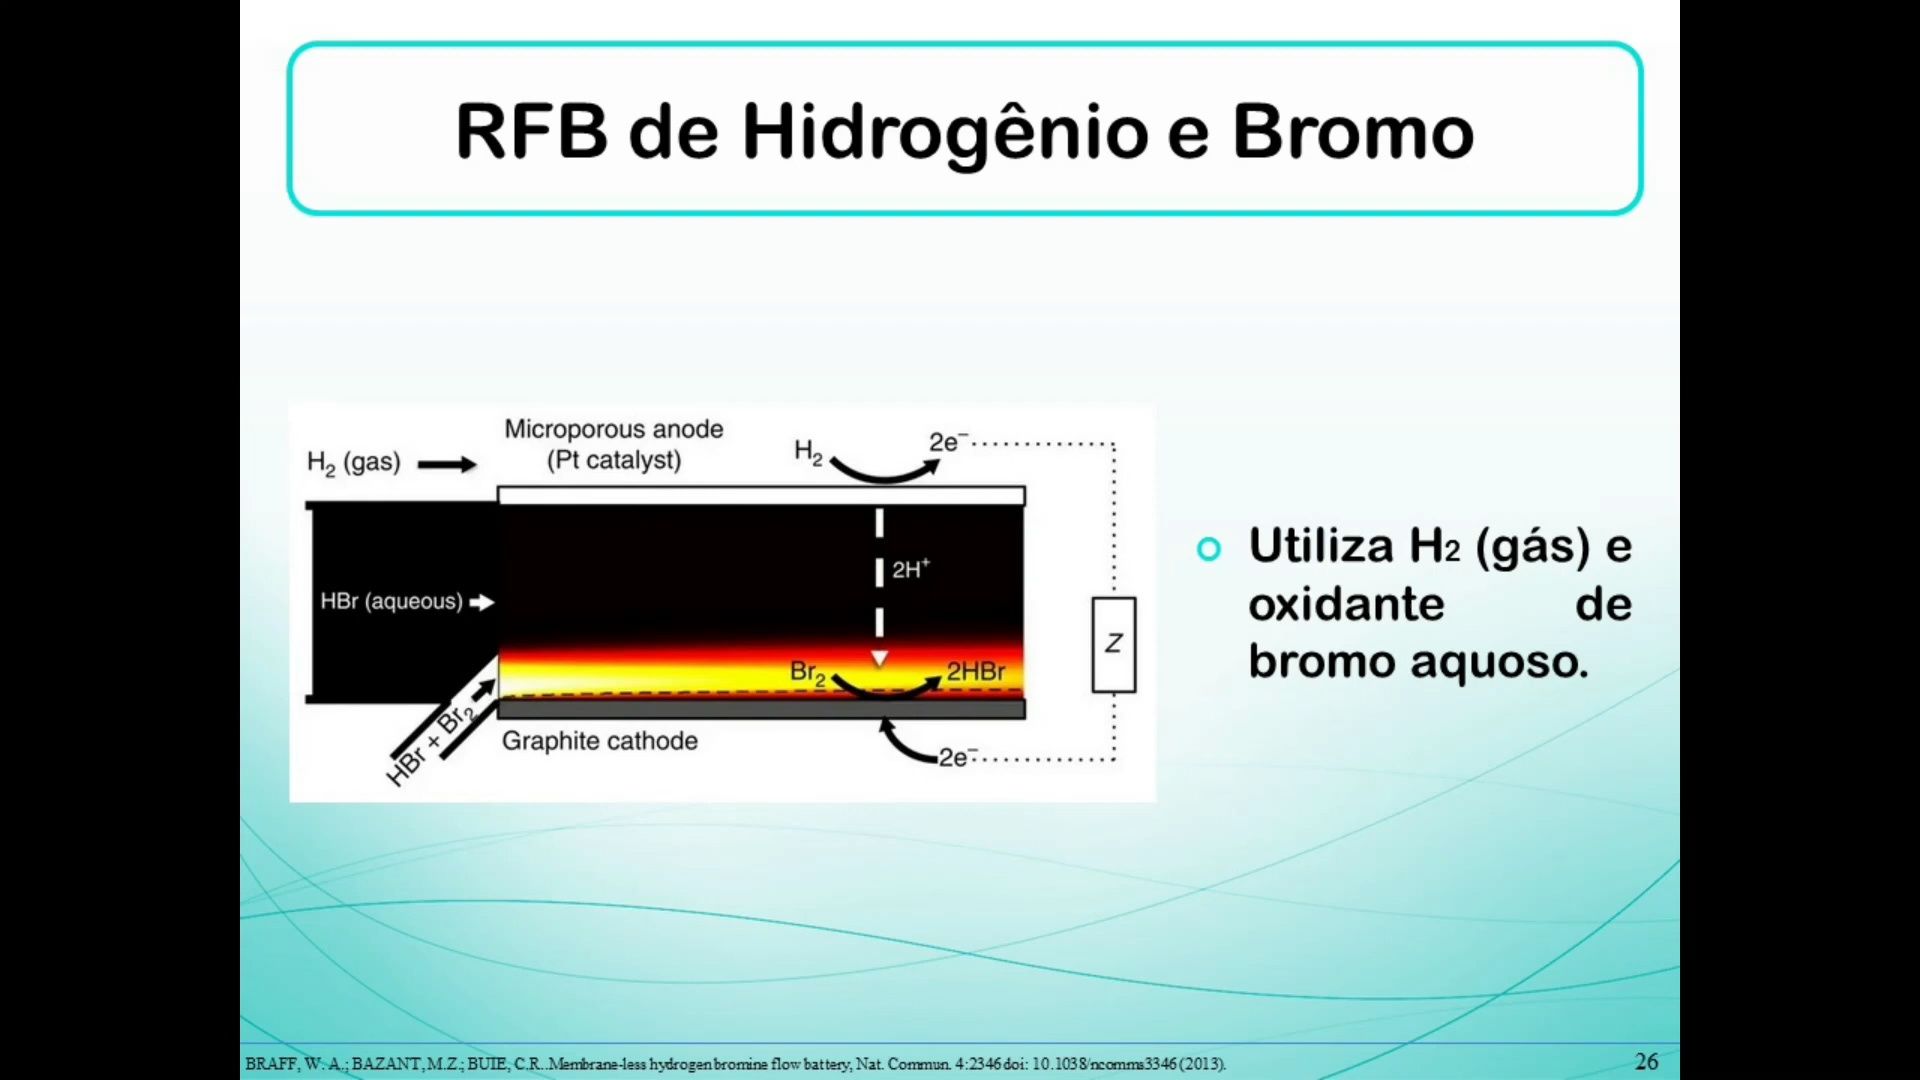 RFB de Hidrogênio e Bromo
Microporous anode
(Pt catalyst)
H₂ (gas)
H₂
2e⁻
2H⁺
HBr (aqueous)
Z
Br₂
2HBr
HBr + Br₂
Graphite cathode
2e⁻
Utiliza H₂ (gás) e
oxidante de
bromo aquoso.
BRAFF, W. A.; BAZANT, M.Z.; BUIE, C.R..Membrane-less hydrogen bromine flow battery, Nat. Commun. 4:2346 doi: 10.1038/ncomms3346 (2013).
26